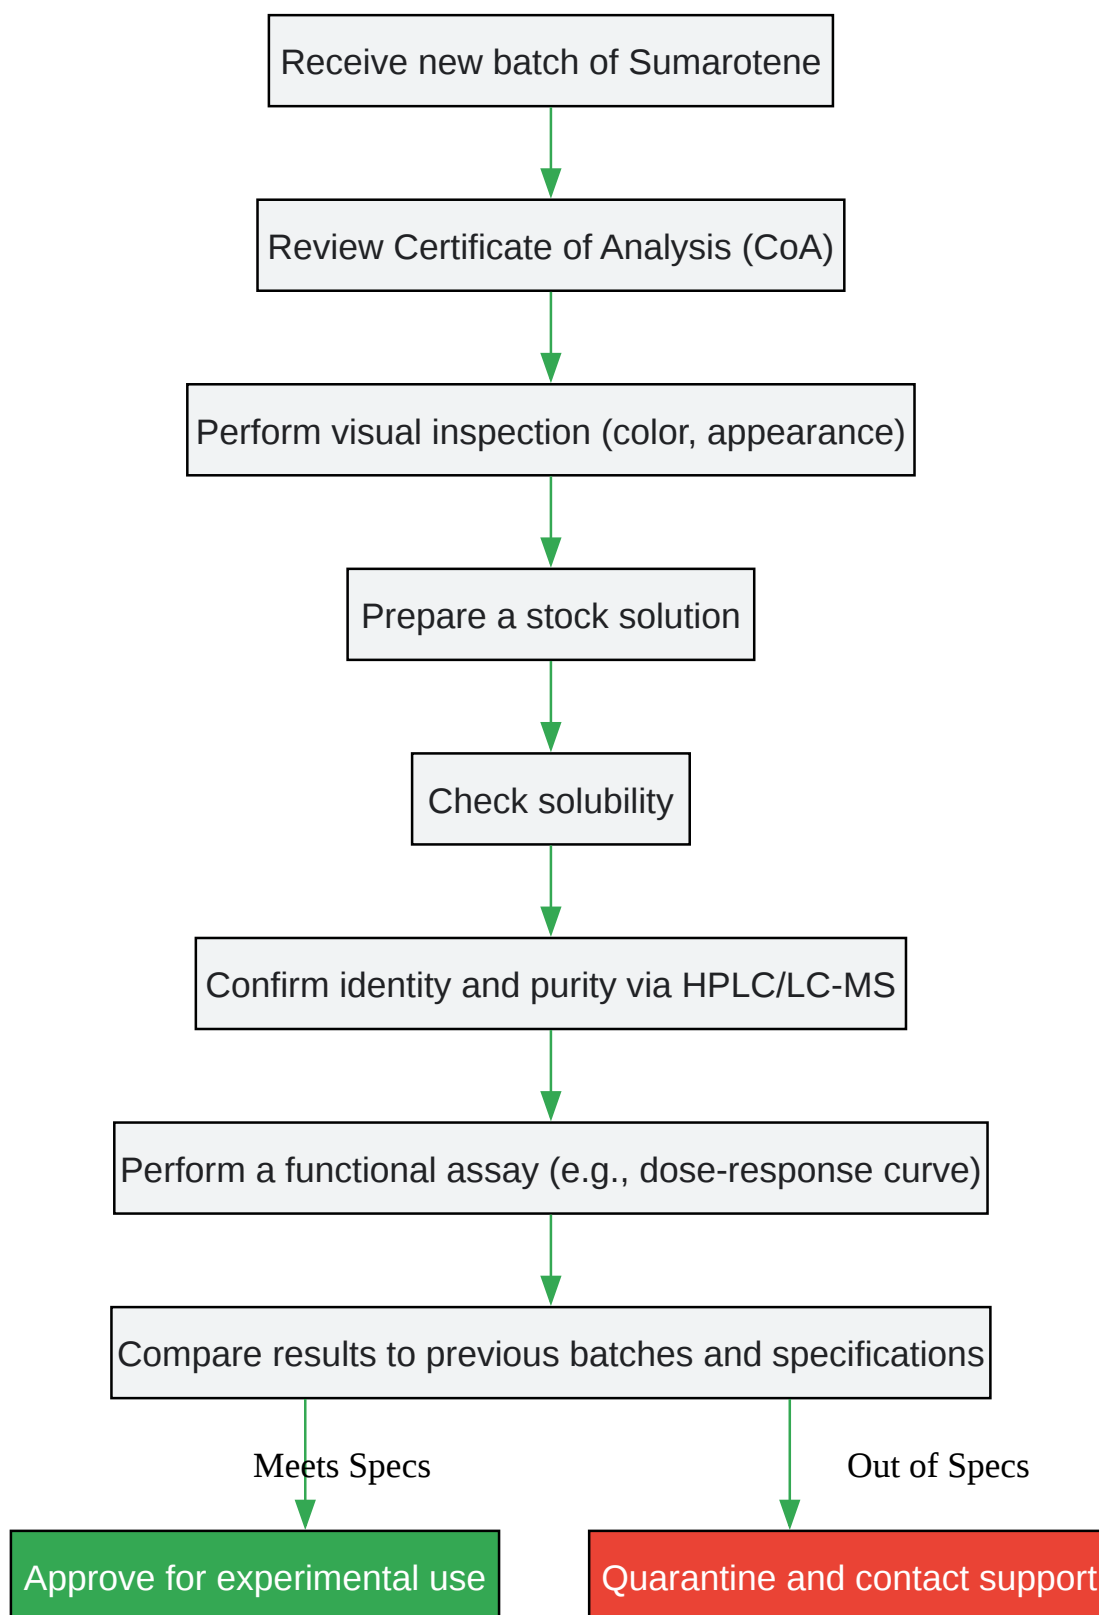 Receive new batch of Sumarotene
Review Certificate of Analysis (CoA)
Perform visual inspection (color, appearance)
Prepare a stock solution
Check solubility
Confirm identity and purity via HPLC/LC-MS
Perform a functional assay (e.g., dose-response curve)
Compare results to previous batches and specifications
Meets Specs
Out of Specs
Approve for experimental use
Quarantine and contact support